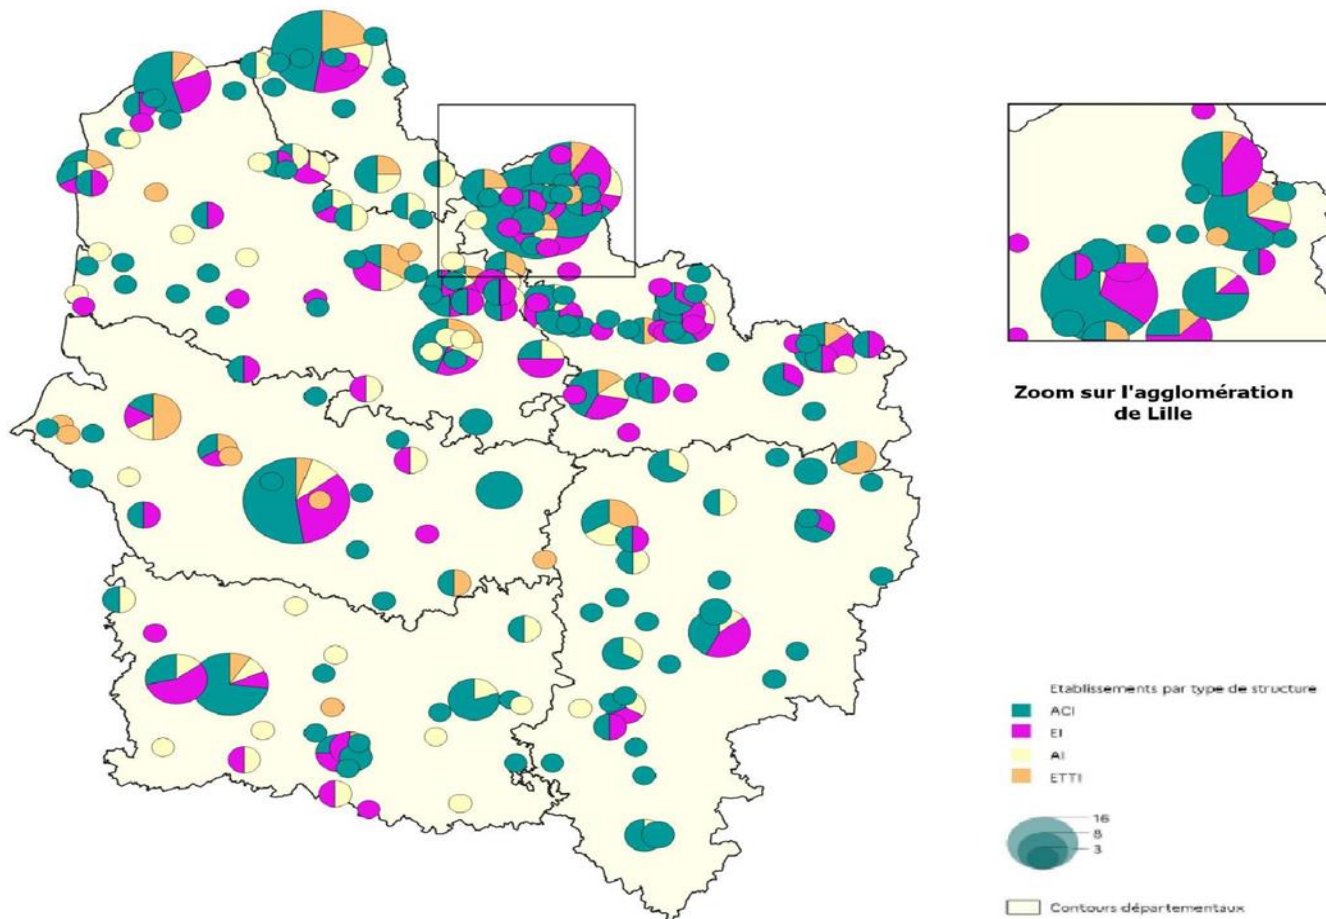 Zoom sur l'agglomération
de Lille
Etablissements par type de structure
ACI
EI
AI
ETTI
16
8
3
Contours départementaux